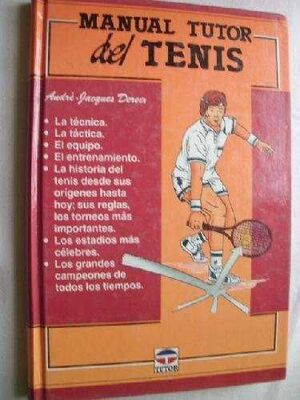 MANUAL TUTOR
del TENIS
André-Jacques Dereix
• La técnica.
• La táctica.
• El equipo.
• El entrenamiento.
• La historia del
tenis desde sus
orígenes hasta
hoy; sus reglas,
los torneos más
importantes.
• Los estadios más
célebres.
• Los grandes
campeones de
todos los tiempos.
TUTOR